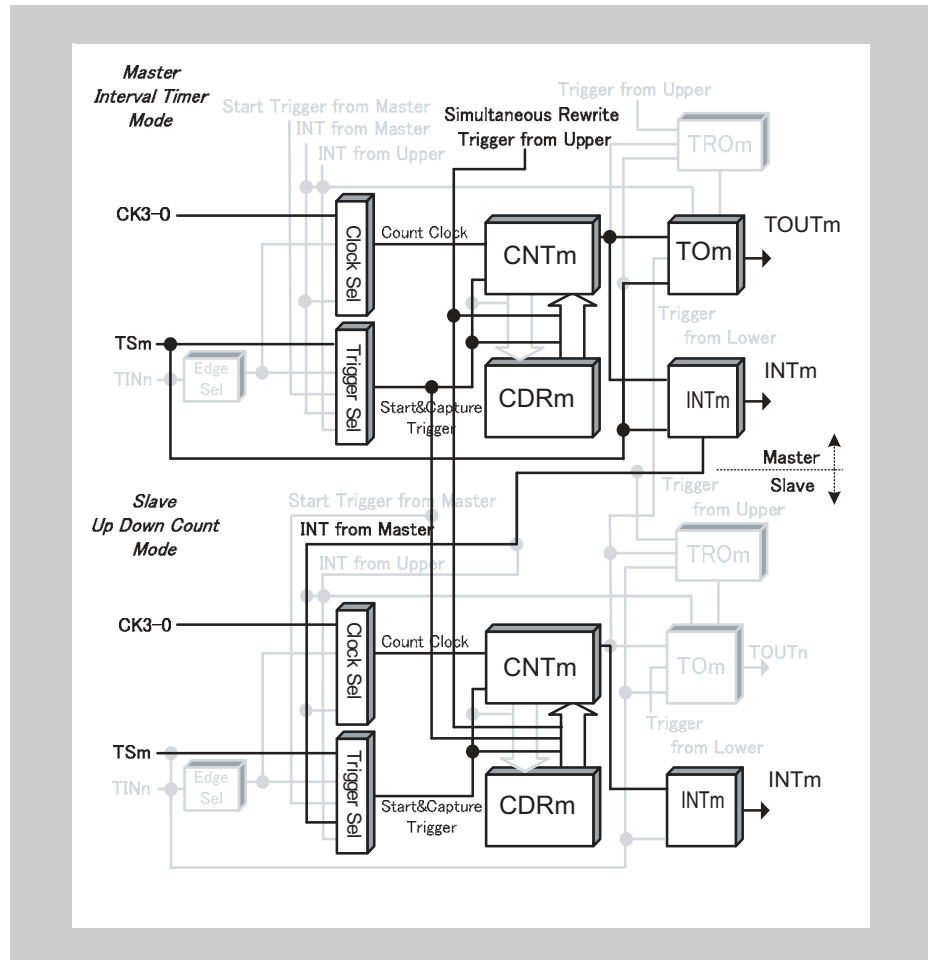 Master
Interval Timer
Mode
Start Trigger from Master
INT from Master
INT from Upper
Simultaneous Rewrite
Trigger from Upper
Trigger from Upper
TROm
CK3-0
Clock Sel
Count Clock
CNTm
TOm
TOUTm
Trigger
from Lower
TSm
TINn
Edge
Sel
Trigger Sel
Start&Capture
Trigger
CDRm
INTm
INTm
Master
Slave
Slave
Up Down Count
Mode
Start Trigger from Master
INT from Master
INT from Upper
Trigger
from Upper
TROm
CK3-0
Clock Sel
Count Clock
CNTm
TOm
TOUTn
Trigger
from Lower
TSm
TINn
Edge
Sel
Trigger Sel
Start&Capture
Trigger
CDRm
INTm
INTm